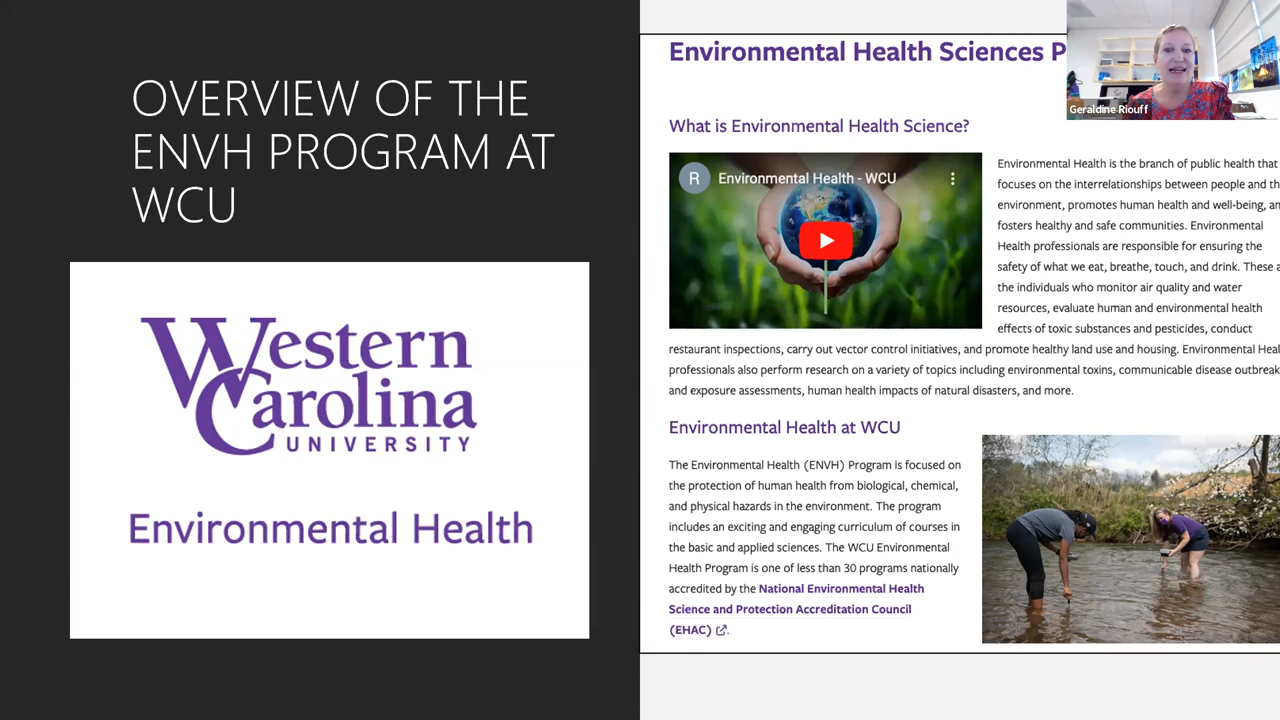 OVERVIEW OF THE
ENVH PROGRAM AT
WCU
Western
Carolina
UNIVERSITY
Environmental Health
Environmental Health Sciences P
Geraldine Riouff
What is Environmental Health Science?
R Environmental Health - WCU
Environmental Health is the branch of public health that
focuses on the interrelationships between people and th
environment, promotes human health and well-being, an
fosters healthy and safe communities. Environmental
Health professionals are responsible for ensuring the
safety of what we eat, breathe, touch, and drink. These a
the individuals who monitor air quality and water
resources, evaluate human and environmental health
effects of toxic substances and pesticides, conduct
restaurant inspections, carry out vector control initiatives, and promote healthy land use and housing. Environmental Heal
professionals also perform research on a variety of topics including environmental toxins, communicable disease outbreak
and exposure assessments, human health impacts of natural disasters, and more.
Environmental Health at WCU
The Environmental Health (ENVH) Program is focused on
the protection of human health from biological, chemical,
and physical hazards in the environment. The program
includes an exciting and engaging curriculum of courses in
the basic and applied sciences. The WCU Environmental
Health Program is one of less than 30 programs nationally
accredited by the National Environmental Health
Science and Protection Accreditation Council
(EHAC).